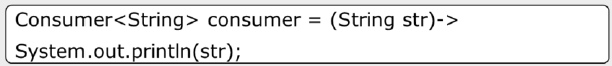 Consumer<String> consumer = (String str)->
System.out.println(str);